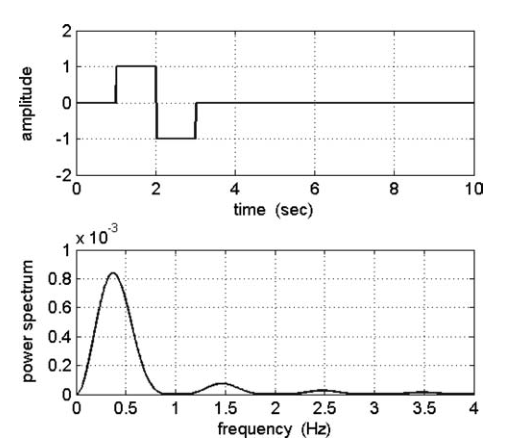 2
1
0
-1
-2
amplitude
0 2 4 6 8 10
time (sec)
x 10-3
1
0.8
0.6
0.4
0.2
0
power spectrum
0 0.5 1 1.5 2 2.5 3 3.5 4
frequency (Hz)